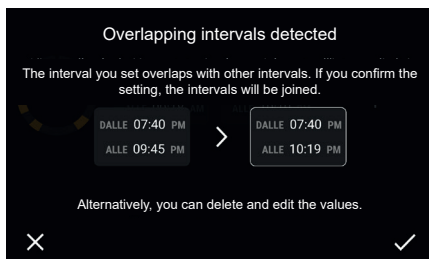 Overlapping intervals detected
The interval you set overlaps with other intervals. If you confirm the
setting, the intervals will be joined.
DALLE 07:40 PM
ALLE 09:45 PM
DALLE 07:40 PM
ALLE 10:19 PM
Alternatively, you can delete and edit the values.